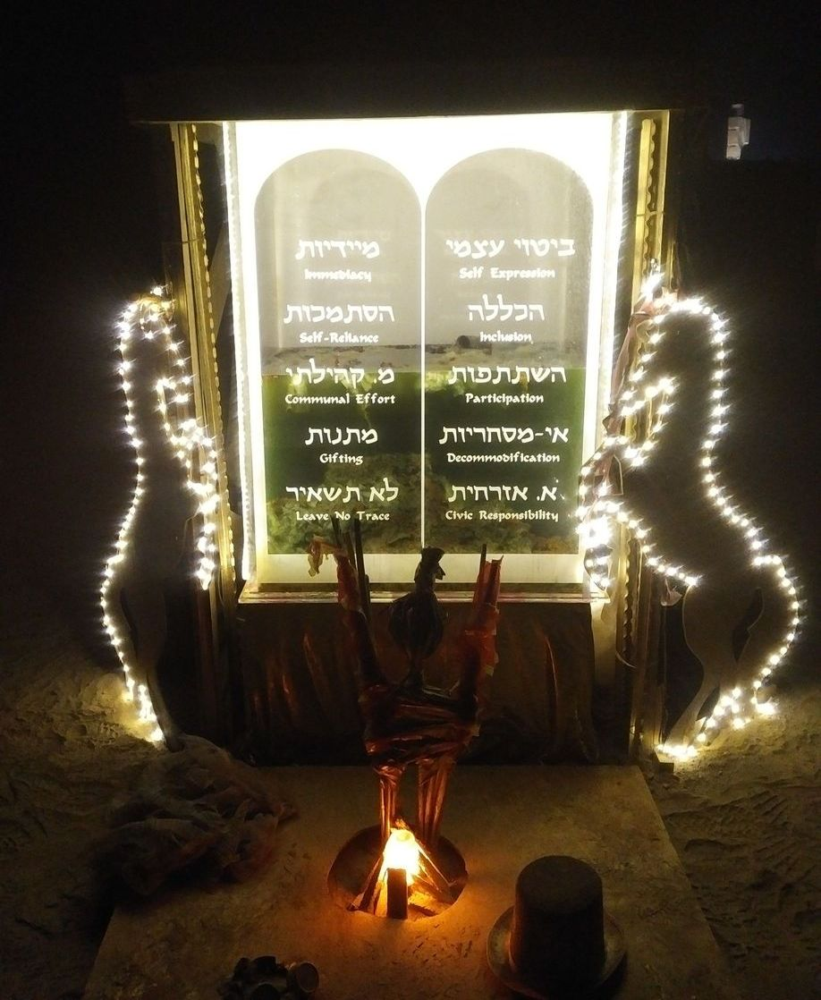 ביטוי עצמי
Self Expression
הכללה
Inclusion
השתתפות
Participation
אי-מסחריות
Decommodification
א. אזרחית
Civic Responsibility
מיידיות
Immediacy
הסתמכות
Self-Reliance
מ. קהילתי
Communal Effort
מתנות
Gifting
לא תשאיר
Leave No Trace